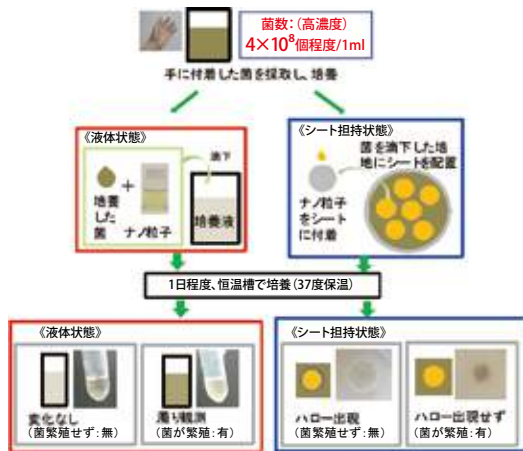 菌数：(高濃度)
4×10⁸個程度/1ml
手に付着した菌を採取し、培養
《液体状態》
滴下
+
培養
した
菌
ナノ粒子
培養液
《シート担持状態》
菌を滴下した培
地にシートを配置
ナノ粒子
をシート
に付着
1日程度、恒温槽で培養(37度保温)
《液体状態》
変化なし
(菌繁殖せず：無)
濁り観測
(菌が繁殖：有)
《シート担持状態》
ハロー出現
(菌繁殖せず：無)
ハロー出現せず
(菌が繁殖：有)